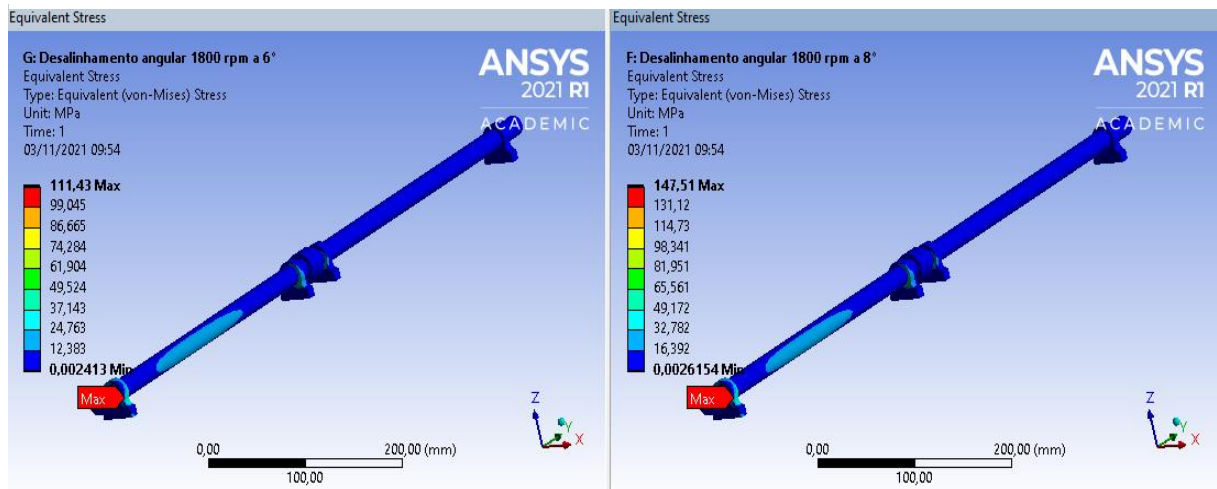 Equivalent Stress
G: Desalinhamento angular 1800 rpm a 6°
Equivalent Stress
Type: Equivalent (von-Mises) Stress
Unit: MPa
Time: 1
03/11/2021 09:54
ANSYS
2021 R1
ACADEMIC
111,43 Max
99,045
86,665
74,284
61,904
49,524
37,143
24,763
12,383
0,002413 Min
Max
Z
Y
X
0,00 200,00 (mm)
100,00
Equivalent Stress
F: Desalinhamento angular 1800 rpm a 8°
Equivalent Stress
Type: Equivalent (von-Mises) Stress
Unit: MPa
Time: 1
03/11/2021 09:54
ANSYS
2021 R1
ACADEMIC
147,51 Max
131,12
114,73
98,341
81,951
65,561
49,172
32,782
16,392
0,0026154 Min
Max
Z
Y
X
0,00 200,00 (mm)
100,00